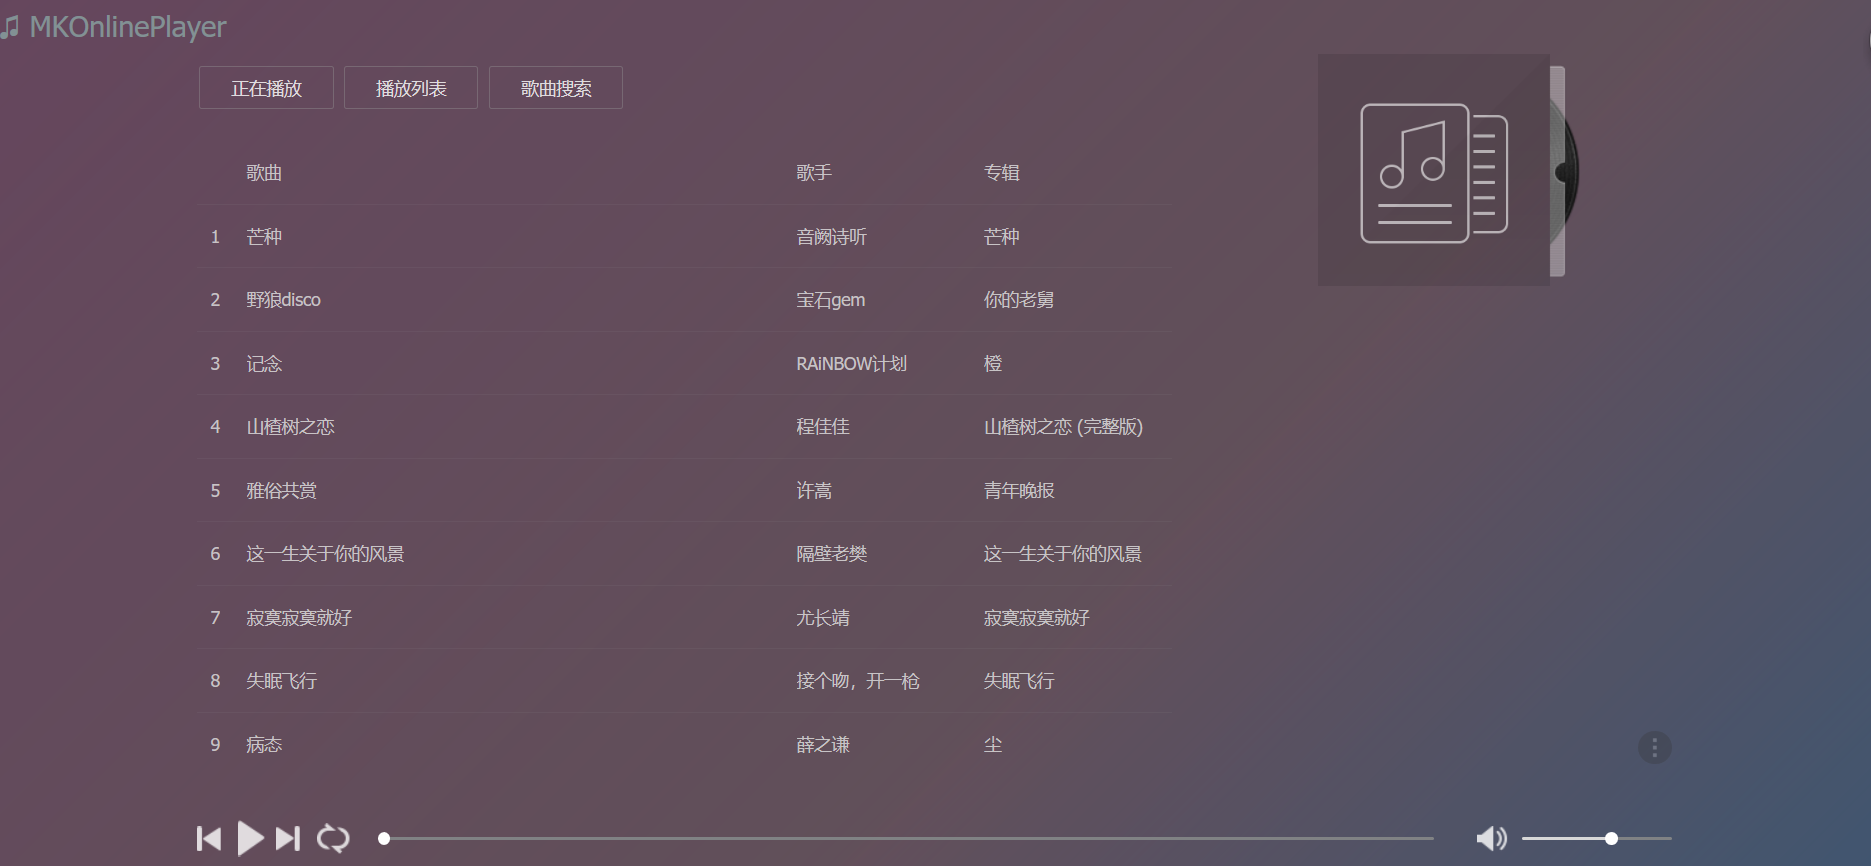 MKOnlinePlayer
正在播放 播放列表 歌曲搜索
歌曲 歌手 专辑
1 芒种 音阙诗听 芒种
2 野狼disco 宝石gem 你的老舅
3 记念 RAiNBOW计划 橙
4 山楂树之恋 程佳佳 山楂树之恋 (完整版)
5 雅俗共赏 许嵩 青年晚报
6 这一生关于你的风景 隔壁老樊 这一生关于你的风景
7 寂寞寂寞就好 尤长靖 寂寞寂寞就好
8 失眠飞行 接个吻，开一枪 失眠飞行
9 病态 薛之谦 尘